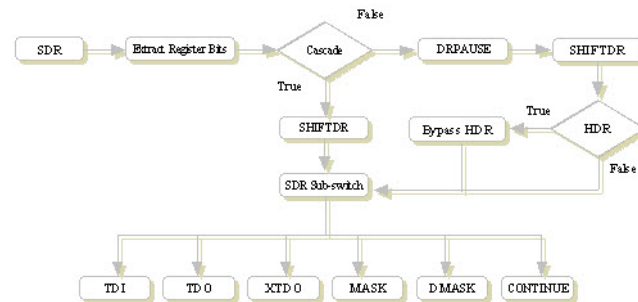 False
SDR
Extract Register Bits
Cascade
DRPAUSE
SHIFTDR
True
True
SHIFTDR
Bypass HDR
HDR
False
SDR Sub-switch
TDI
TDO
XTDO
MASK
DMASK
CONTINUE